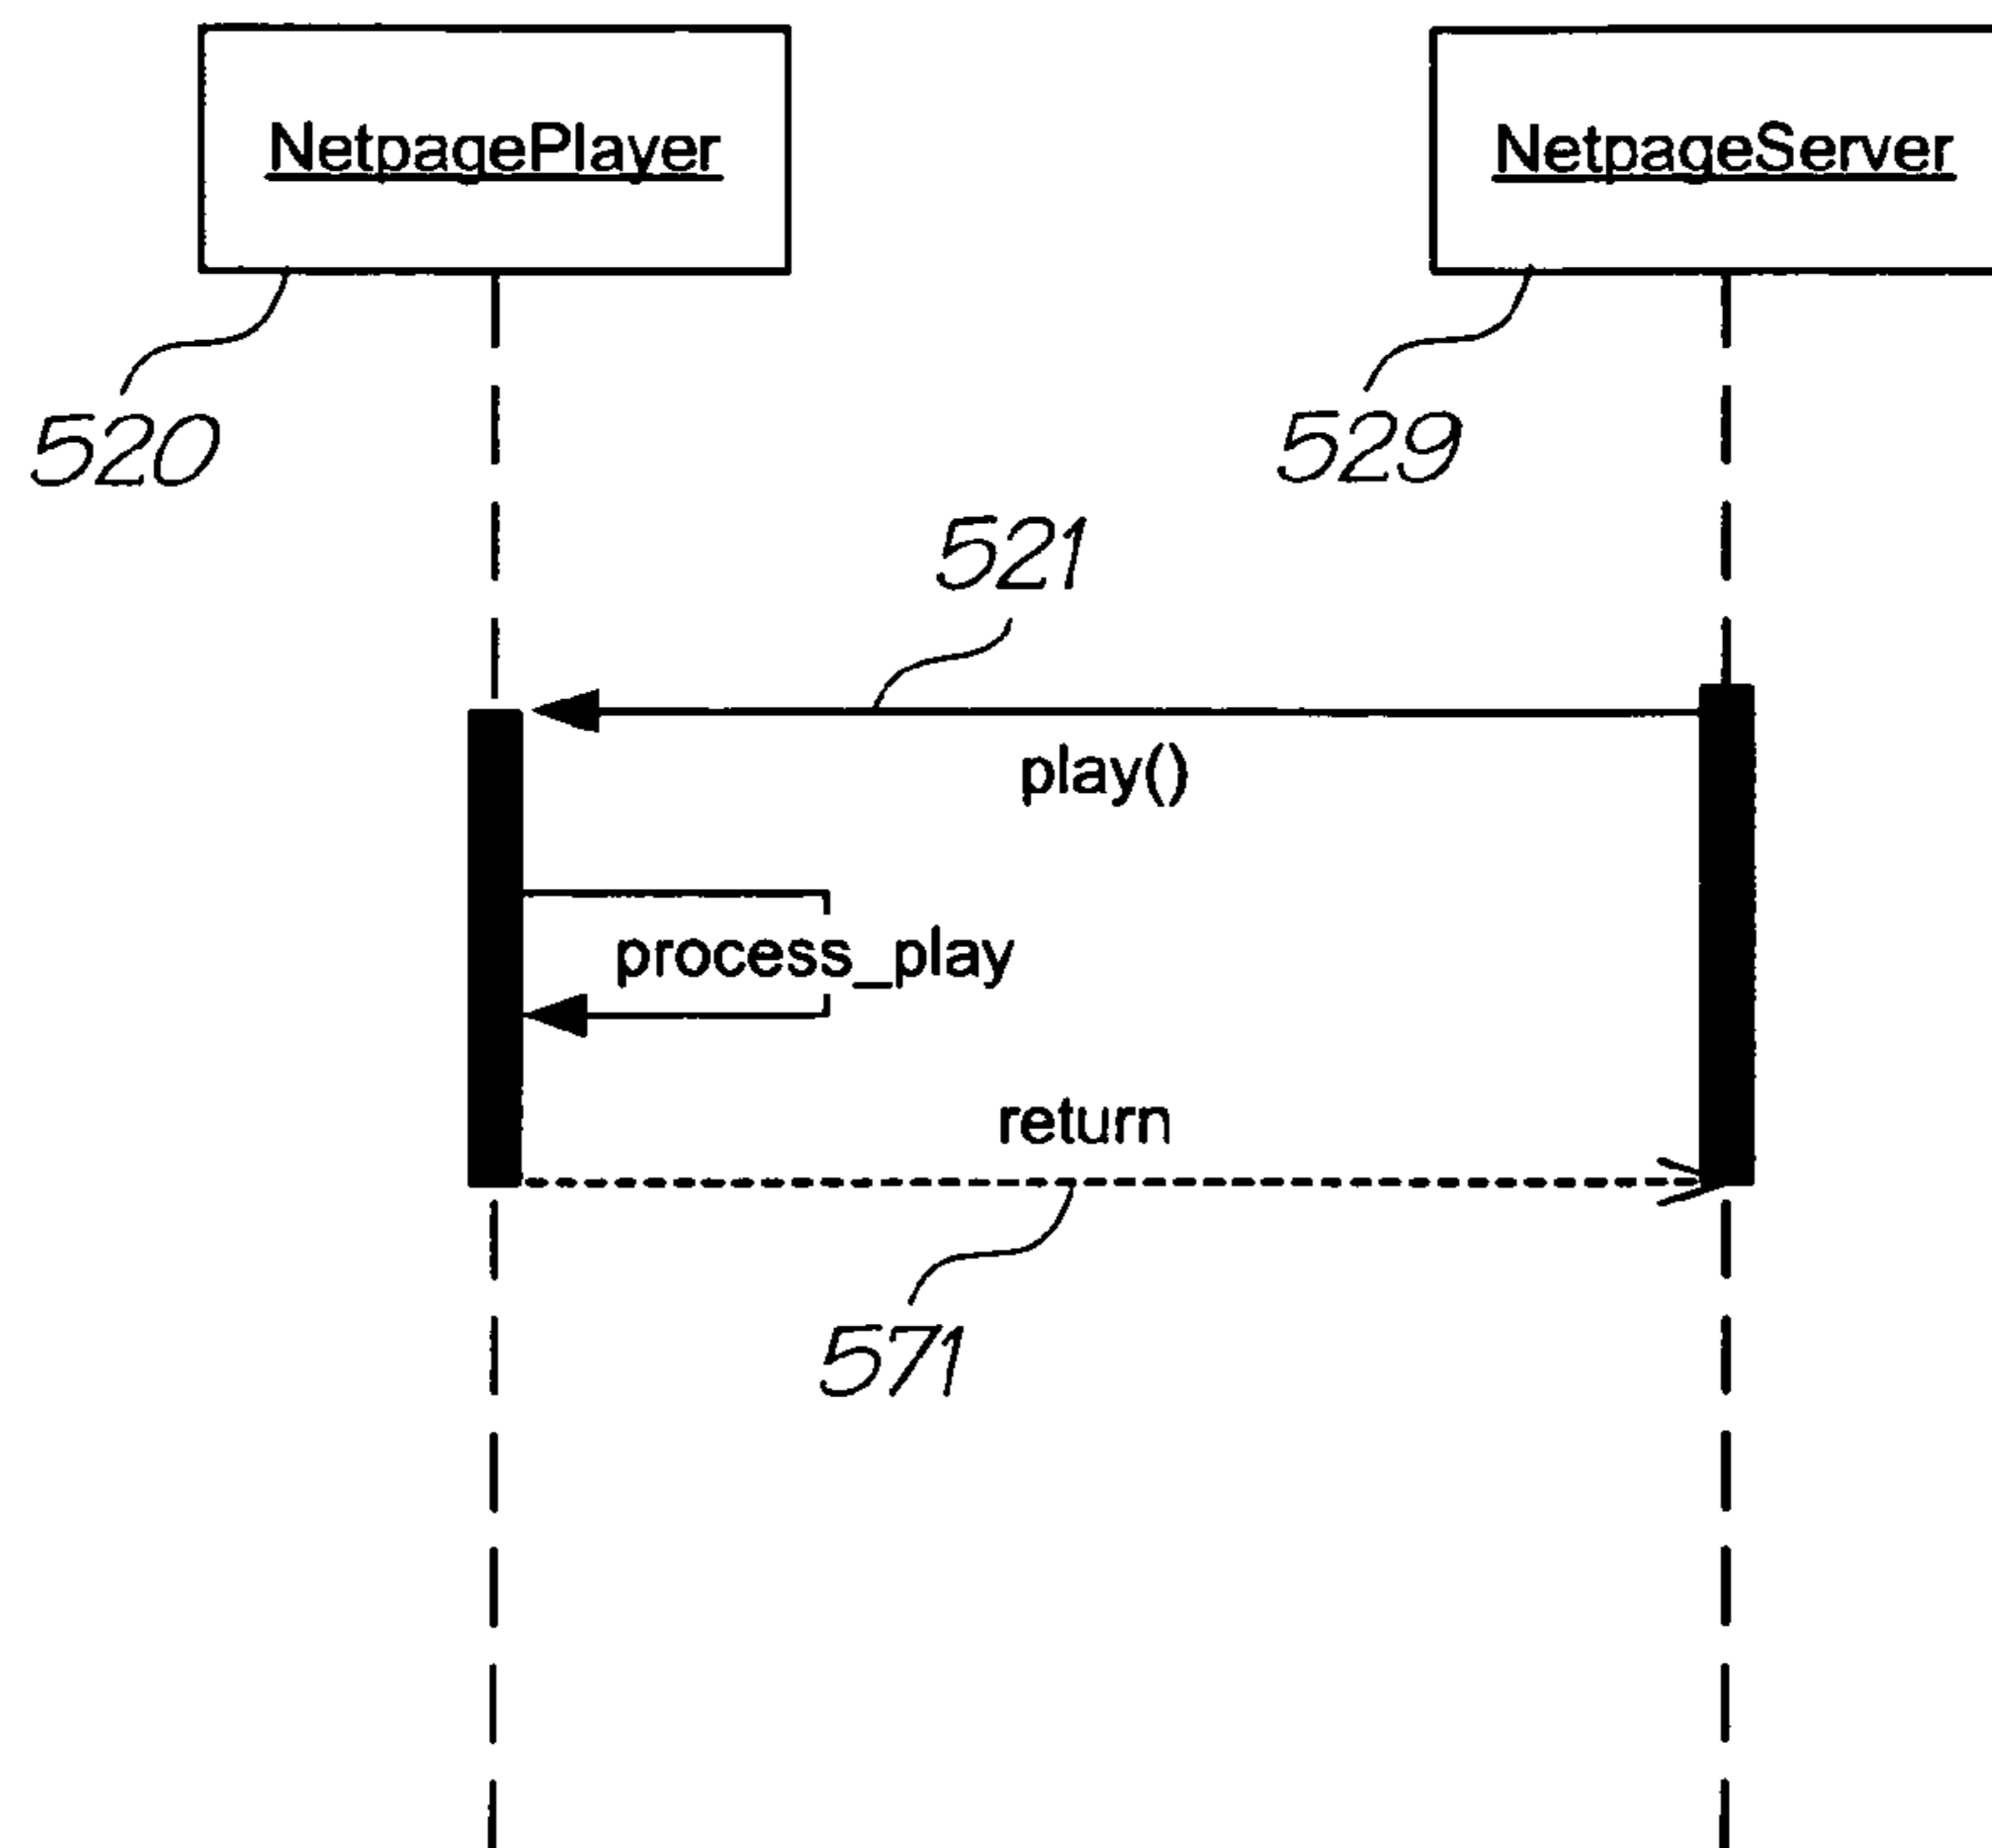 NetpagePlayer
NetpageServer
520
529
521
play()
process_play
return
571